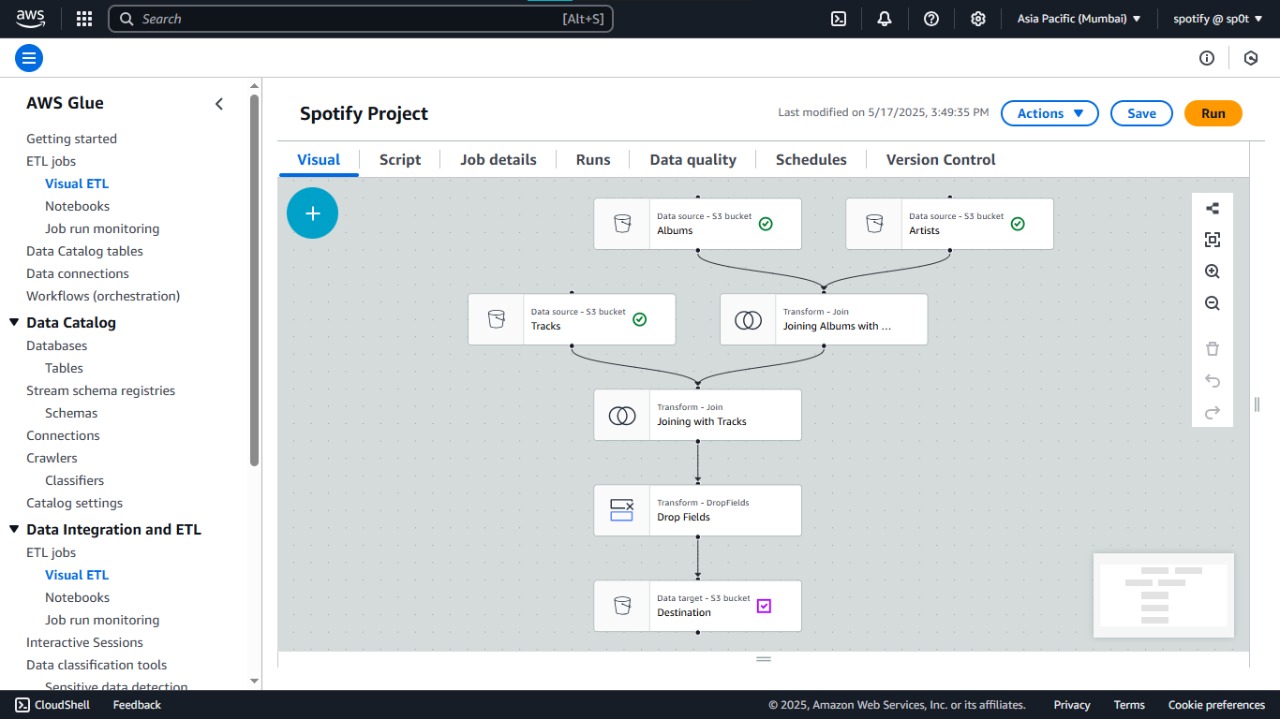 aws
Search
[Alt+S]
Asia Pacific (Mumbai)
spotify @ sp0t
AWS Glue
Getting started
ETL jobs
Visual ETL
Notebooks
Job run monitoring
Data Catalog tables
Data connections
Workflows (orchestration)
Data Catalog
Databases
Tables
Stream schema registries
Schemas
Connections
Crawlers
Classifiers
Catalog settings
Data Integration and ETL
ETL jobs
Visual ETL
Notebooks
Job run monitoring
Interactive Sessions
Data classification tools
Sensitive data detection
Spotify Project
Last modified on 5/17/2025, 3:49:35 PM
Actions
Save
Run
Visual
Script
Job details
Runs
Data quality
Schedules
Version Control
Data source - S3 bucket
Albums
Data source - S3 bucket
Artists
Data source - S3 bucket
Tracks
Transform - Join
Joining Albums with ...
Transform - Join
Joining with Tracks
Transform - DropFields
Drop Fields
Data target - S3 bucket
Destination
CloudShell
Feedback
© 2025, Amazon Web Services, Inc. or its affiliates.
Privacy
Terms
Cookie preferences